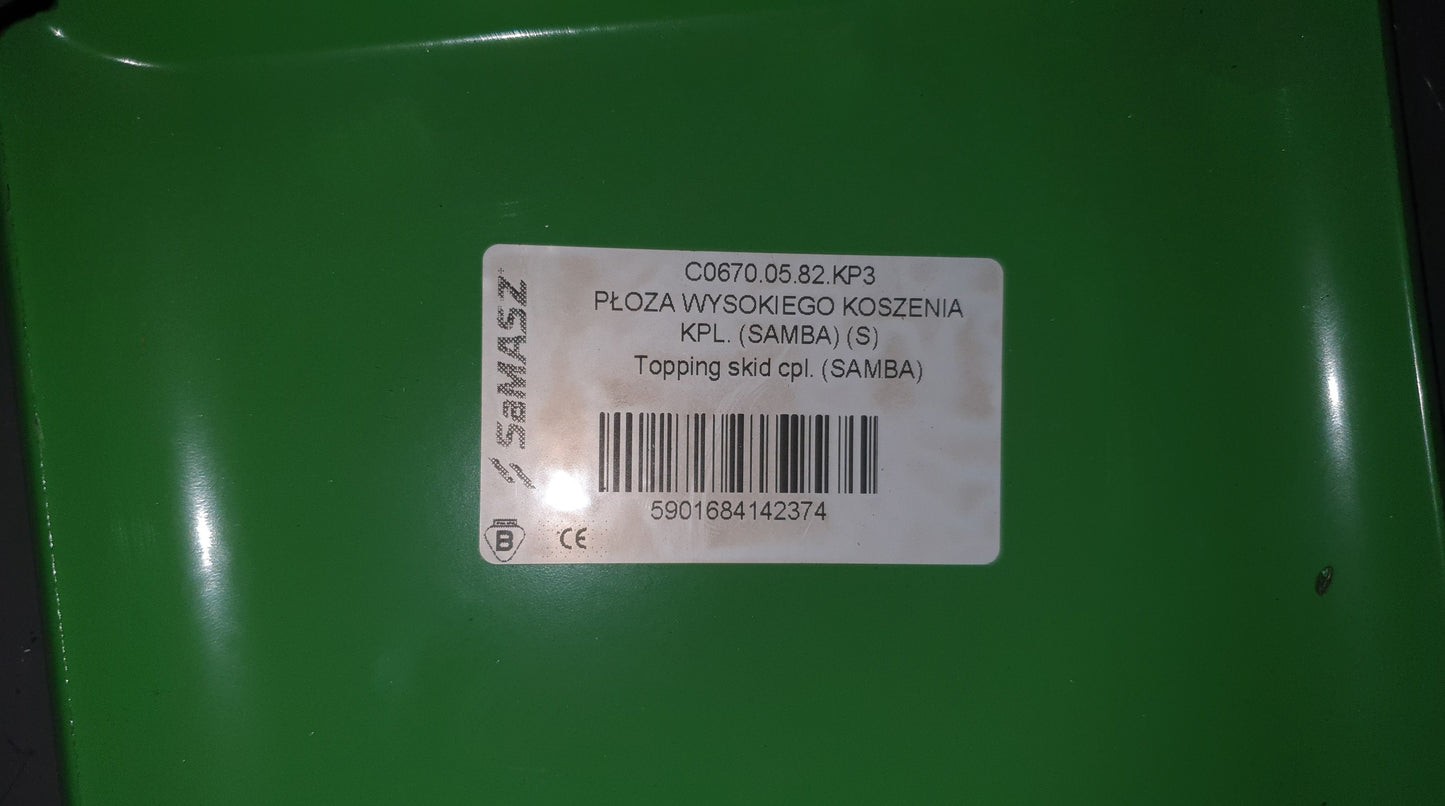 C0670.05.82.KP3
PŁOZA WYSOKIEGO KOSZENIA
KPL. (SAMBA) (S)
Topping skid cpl. (SAMBA)
SaMASZ
5901684142374
B
CE